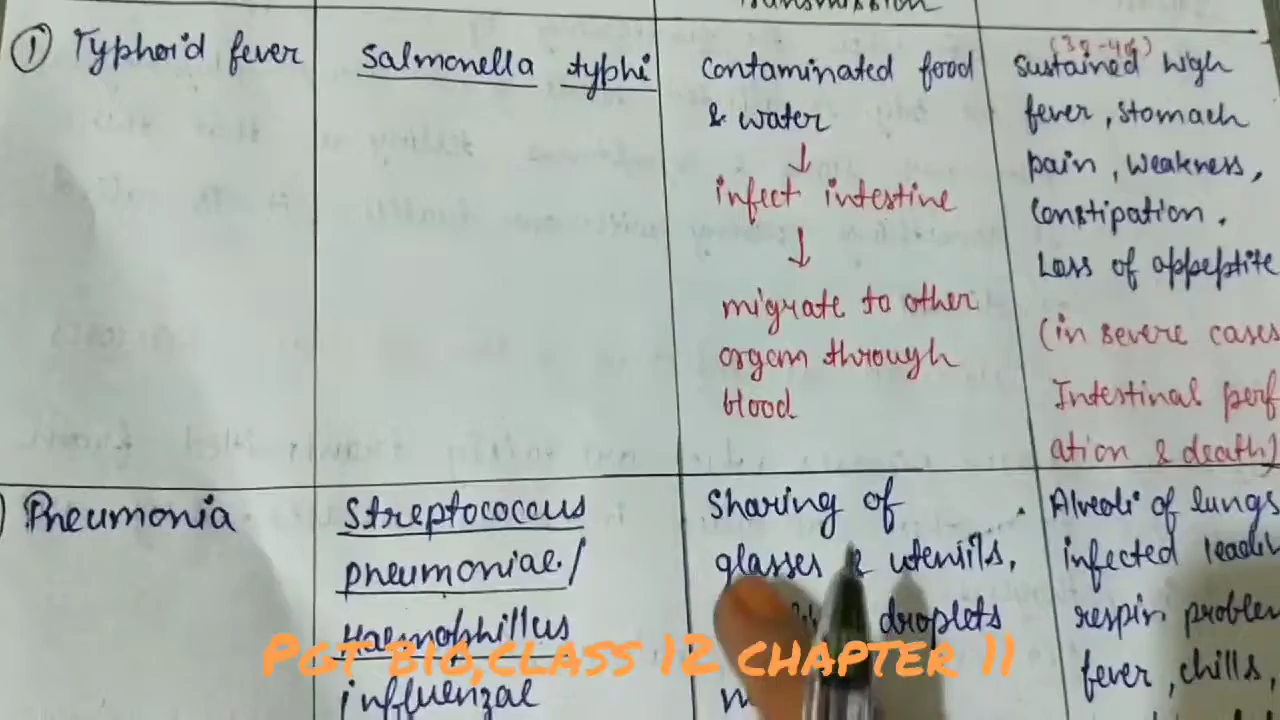 Transmission
① Typhoid fever
Salmonella typhi
Contaminated food
& water
↓
infect intestine
↓
migrate to other
organ through
blood
(39-40)
Sustained high
fever, stomach
pain, weakness,
Constipation.
Loss of appeptite
(in severe cases
Intestinal perf
ation & death)
Pneumonia
Streptococcus
pneumoniae/
Haemophillus
influenzal
Sharing of
glasses & utensils,
droplets
Alveoli of lungs
infected
respin problem
fever, chills,
Pgt bio,class 12 chapter 11